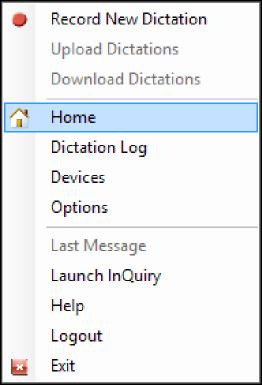 Record New Dictation
Upload Dictations
Download Dictations
Home
Dictation Log
Devices
Options
Last Message
Launch InQuiry
Help
Logout
Exit